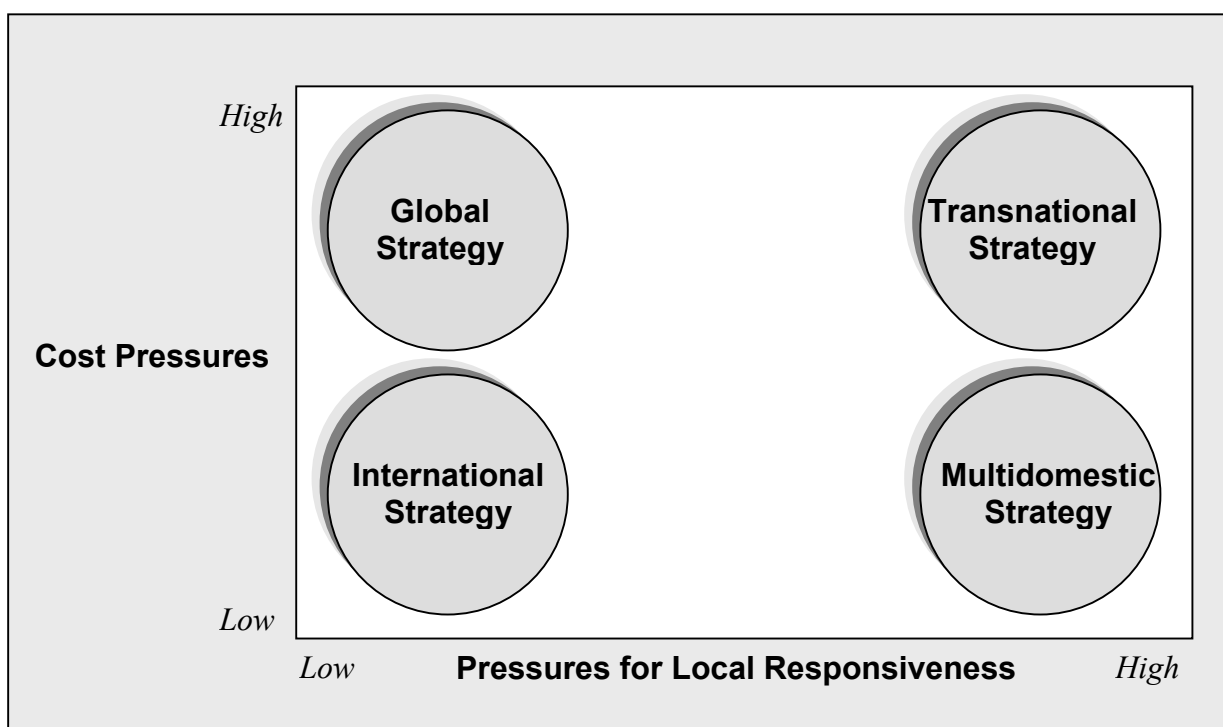 High
Global
Strategy
Transnational
Strategy
Cost Pressures
International
Strategy
Multidomestic
Strategy
Low
Low Pressures for Local Responsiveness High